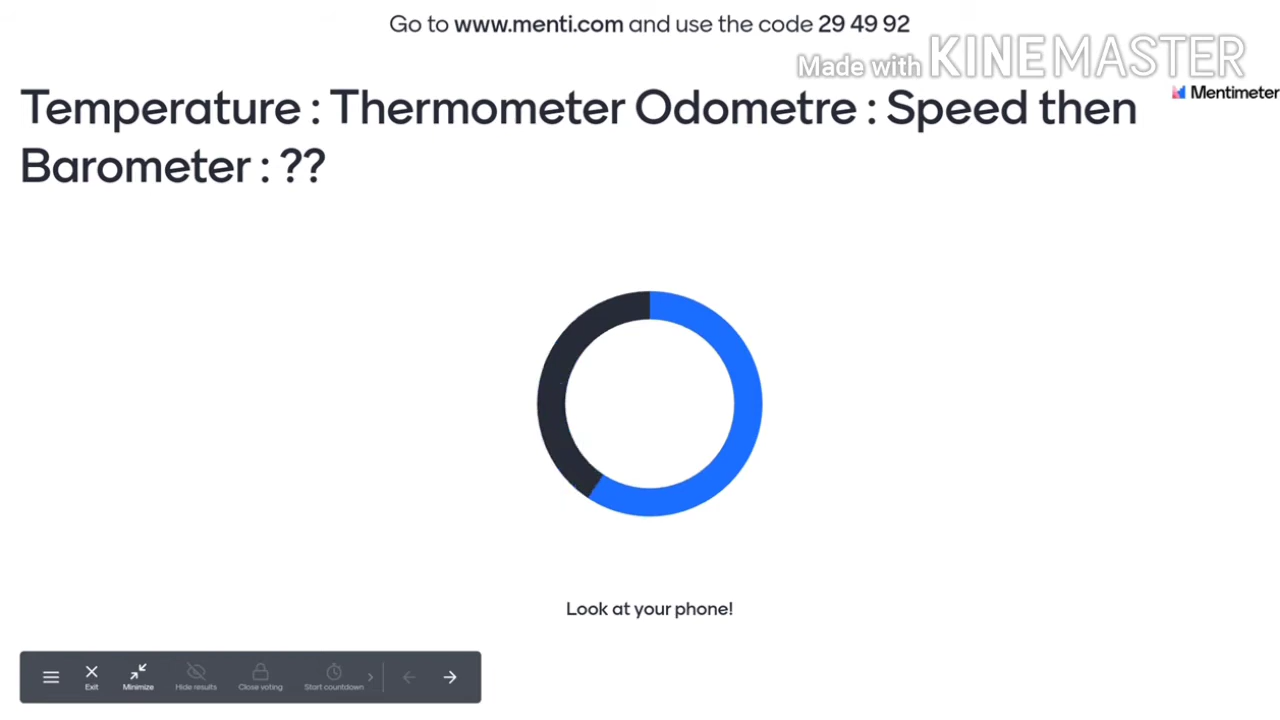 Go to www.menti.com and use the code 29 49 92
Made with KINEMASTER
Mentimeter
Temperature : Thermometer Odometre : Speed then
Barometer : ??
Look at your phone!
Exit
Minimize
Hide results
Close voting
Start countdown